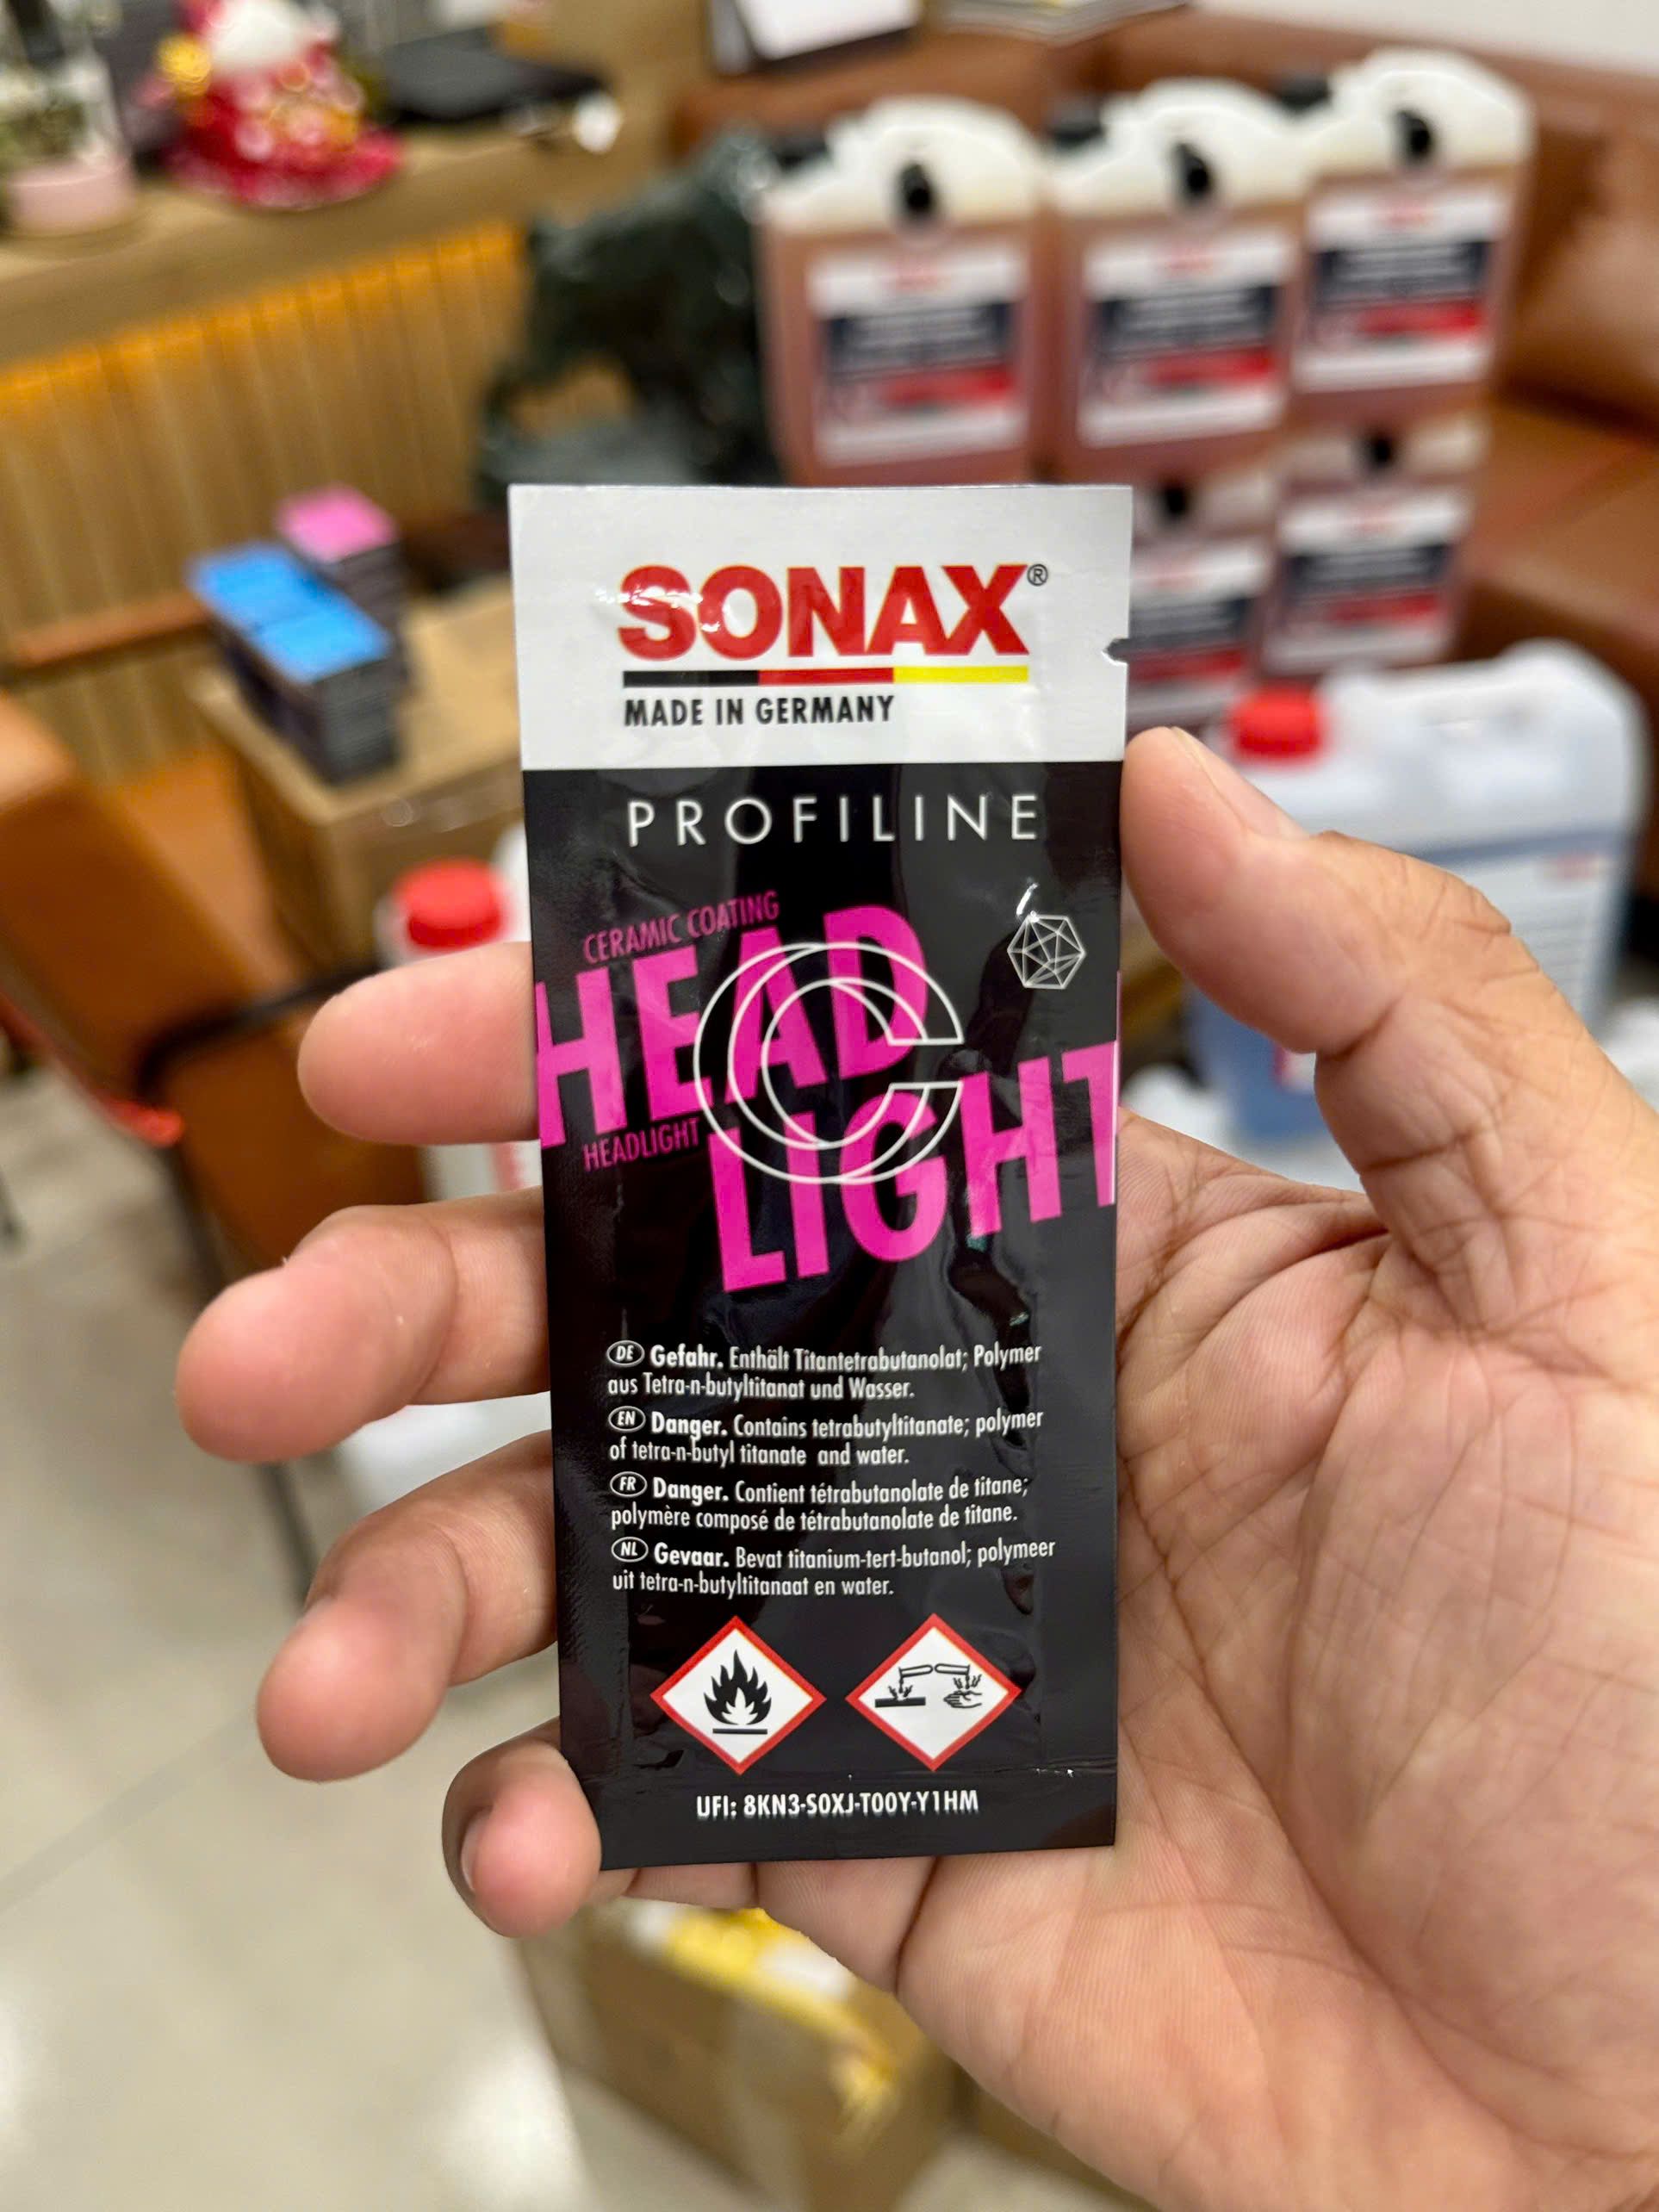 SONAX®
MADE IN GERMANY
PROFILINE
CERAMIC COATING
HEAD
HEADLIGHT
LIGHT
DE Gefahr. Enthält Titantetrabutanolat; Polymer
aus Tetra-n-butyltitanat und Wasser.
EN Danger. Contains tetrabutyltitanate; polymer
of tetra-n-butyl titanate and water.
FR Danger. Contient tétrabutanolate de titane;
polymère composé de tétrabutanolate de titane.
NL Gevaar. Bevat titanium-tert-butanol; polymeer
uit tetra-n-butyltitanaat en water.
UFI: 8KN3-S0XJ-T00Y-Y1HM